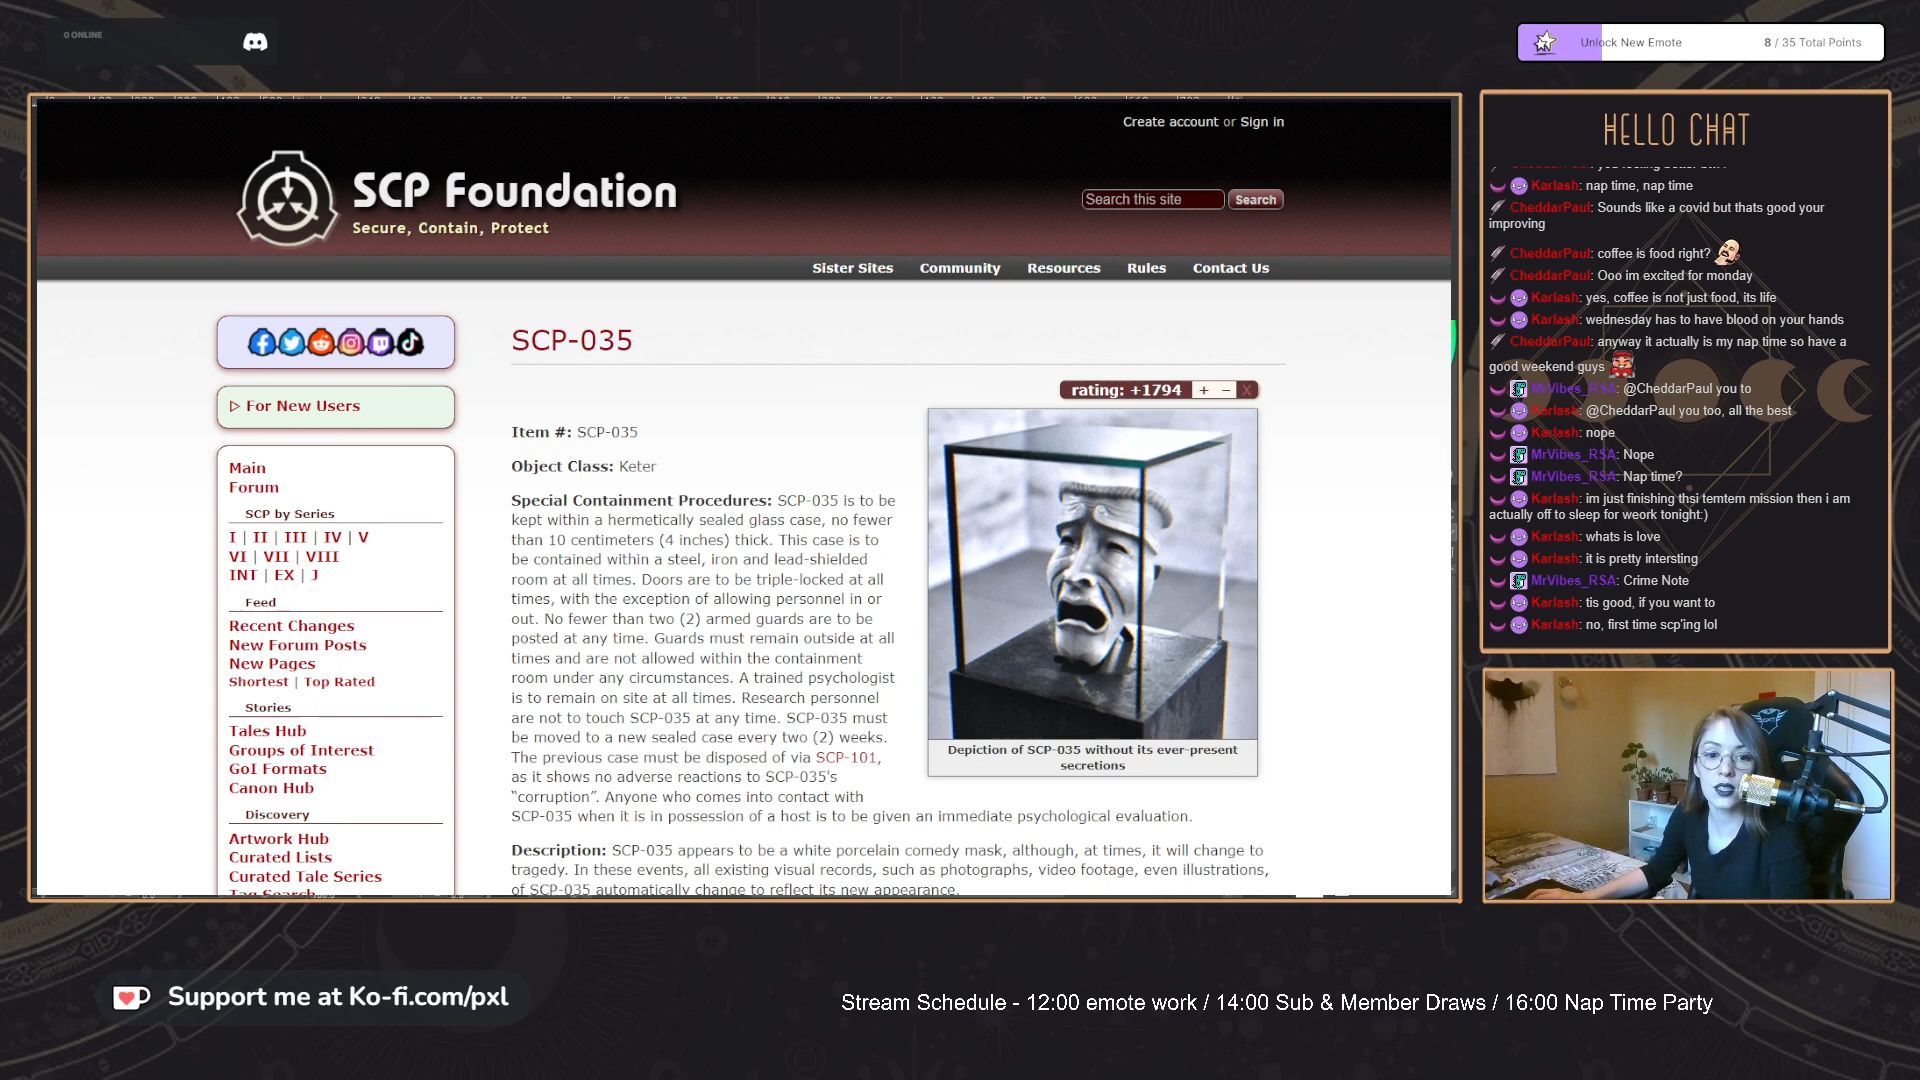 0 ONLINE
Unlock New Emote 8 / 35 Total Points
Create account or Sign in
SCP Foundation
Secure, Contain, Protect
Search this site Search
Sister Sites Community Resources Rules Contact Us
▷ For New Users
Main
Forum
SCP by Series
I | II | III | IV | V
VI | VII | VIII
INT | EX | J
Feed
Recent Changes
New Forum Posts
New Pages
Shortest | Top Rated
Stories
Tales Hub
Groups of Interest
GoI Formats
Canon Hub
Discovery
Artwork Hub
Curated Lists
Curated Tale Series
Tag Search
SCP-035
rating: +1794 + − X
Item #: SCP-035
Object Class: Keter
Special Containment Procedures: SCP-035 is to be
kept within a hermetically sealed glass case, no fewer
than 10 centimeters (4 inches) thick. This case is to
be contained within a steel, iron and lead-shielded
room at all times. Doors are to be triple-locked at all
times, with the exception of allowing personnel in or
out. No fewer than two (2) armed guards are to be
posted at any time. Guards must remain outside at all
times and are not allowed within the containment
room under any circumstances. A trained psychologist
is to remain on site at all times. Research personnel
are not to touch SCP-035 at any time. SCP-035 must
be moved to a new sealed case every two (2) weeks.
The previous case must be disposed of via SCP-101,
as it shows no adverse reactions to SCP-035's
“corruption”. Anyone who comes into contact with
SCP-035 when it is in possession of a host is to be given an immediate psychological evaluation.
Description: SCP-035 appears to be a white porcelain comedy mask, although, at times, it will change to
tragedy. In these events, all existing visual records, such as photographs, video footage, even illustrations,
of SCP-035 automatically change to reflect its new appearance.
Depiction of SCP-035 without its ever-present
secretions
HELLO CHAT
Karlash: nap time, nap time
CheddarPaul: Sounds like a covid but thats good your
improving
CheddarPaul: coffee is food right?
CheddarPaul: Ooo im excited for monday
Karlash: yes, coffee is not just food, its life
Karlash: wednesday has to have blood on your hands
CheddarPaul: anyway it actually is my nap time so have a
good weekend guys
MrVibes_RSA: @CheddarPaul you to
Karlash: @CheddarPaul you too, all the best
Karlash: nope
MrVibes_RSA: Nope
MrVibes_RSA: Nap time?
Karlash: im just finishing thsi temtem mission then i am
actually off to sleep for weork tonight:)
Karlash: whats is love
Karlash: it is pretty intersting
MrVibes_RSA: Crime Note
Karlash: tis good, if you want to
Karlash: no, first time scp'ing lol
Support me at Ko-fi.com/pxl
Stream Schedule - 12:00 emote work / 14:00 Sub & Member Draws / 16:00 Nap Time Party